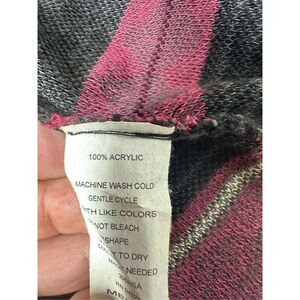 100% ACRYLIC
MACHINE WASH COLD
GENTLE CYCLE
WITH LIKE COLORS
NOT BLEACH
SHAPE
TO DRY
NEEDED